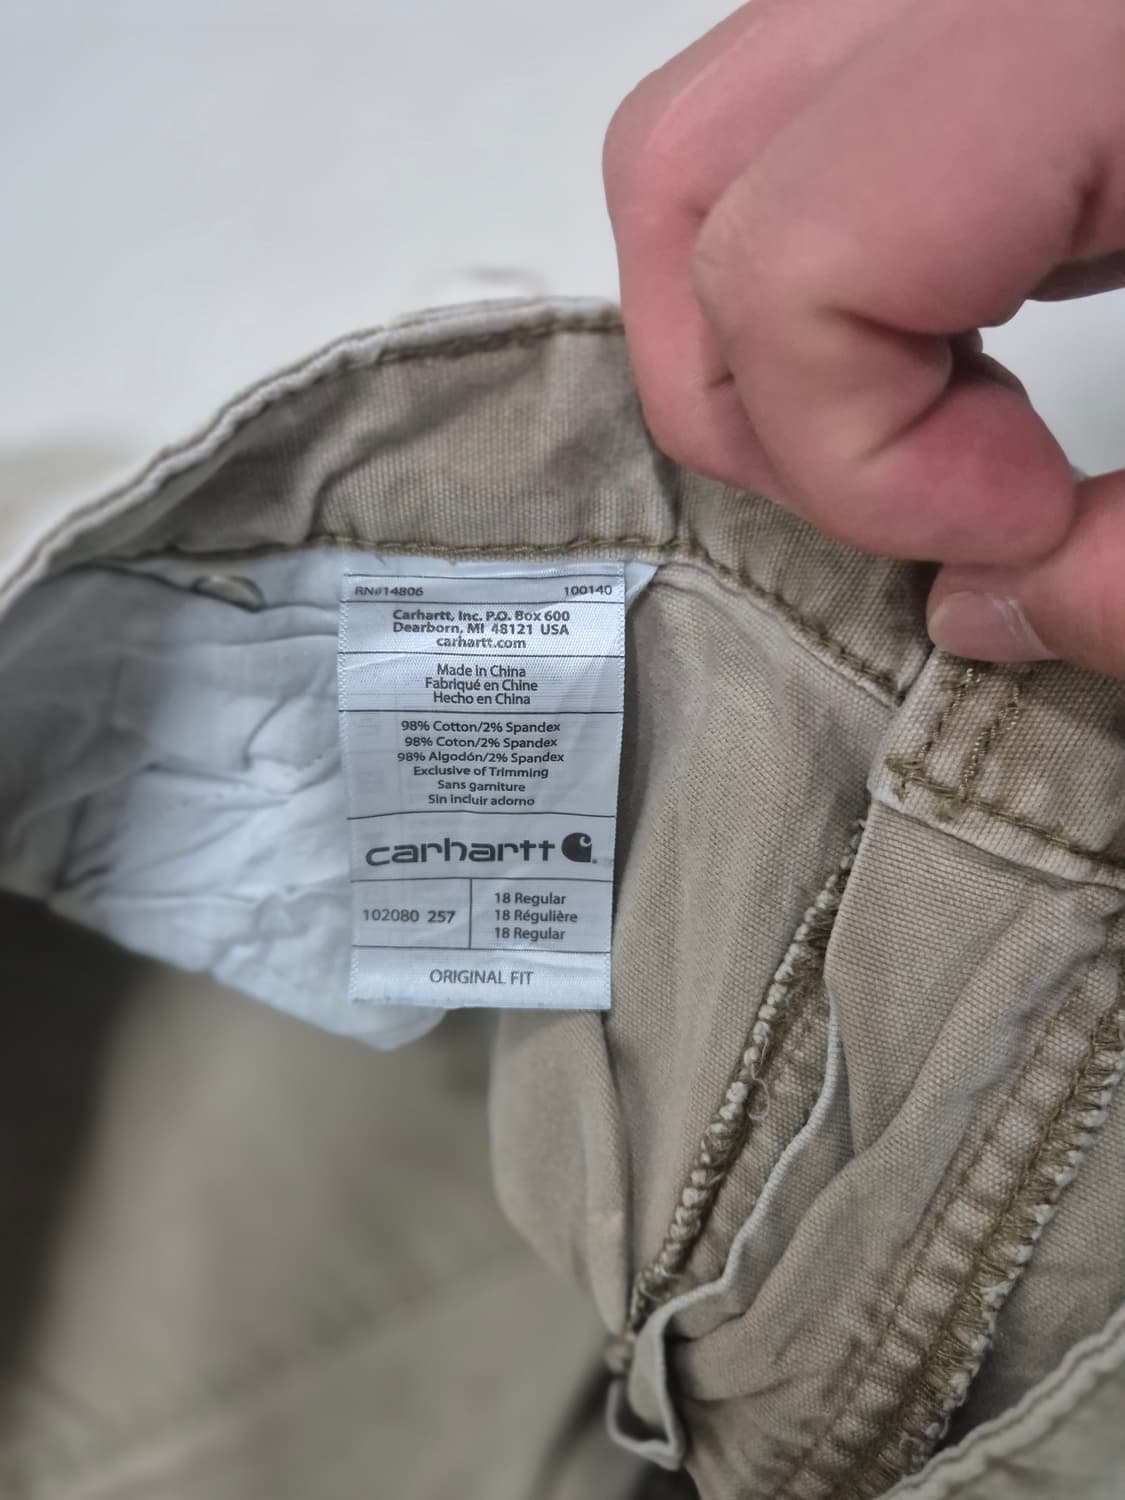 RN#14806 100140
Carhartt, Inc. P.O. Box 600
Dearborn, MI 48121 USA
carhartt.com
Made in China
Fabriqué en Chine
Hecho en China
98% Cotton/2% Spandex
98% Coton/2% Spandex
98% Algodón/2% Spandex
Exclusive of Trimming
Sans garniture
Sin incluir adorno
carhartt
102080 257
18 Regular
18 Régulière
18 Regular
ORIGINAL FIT